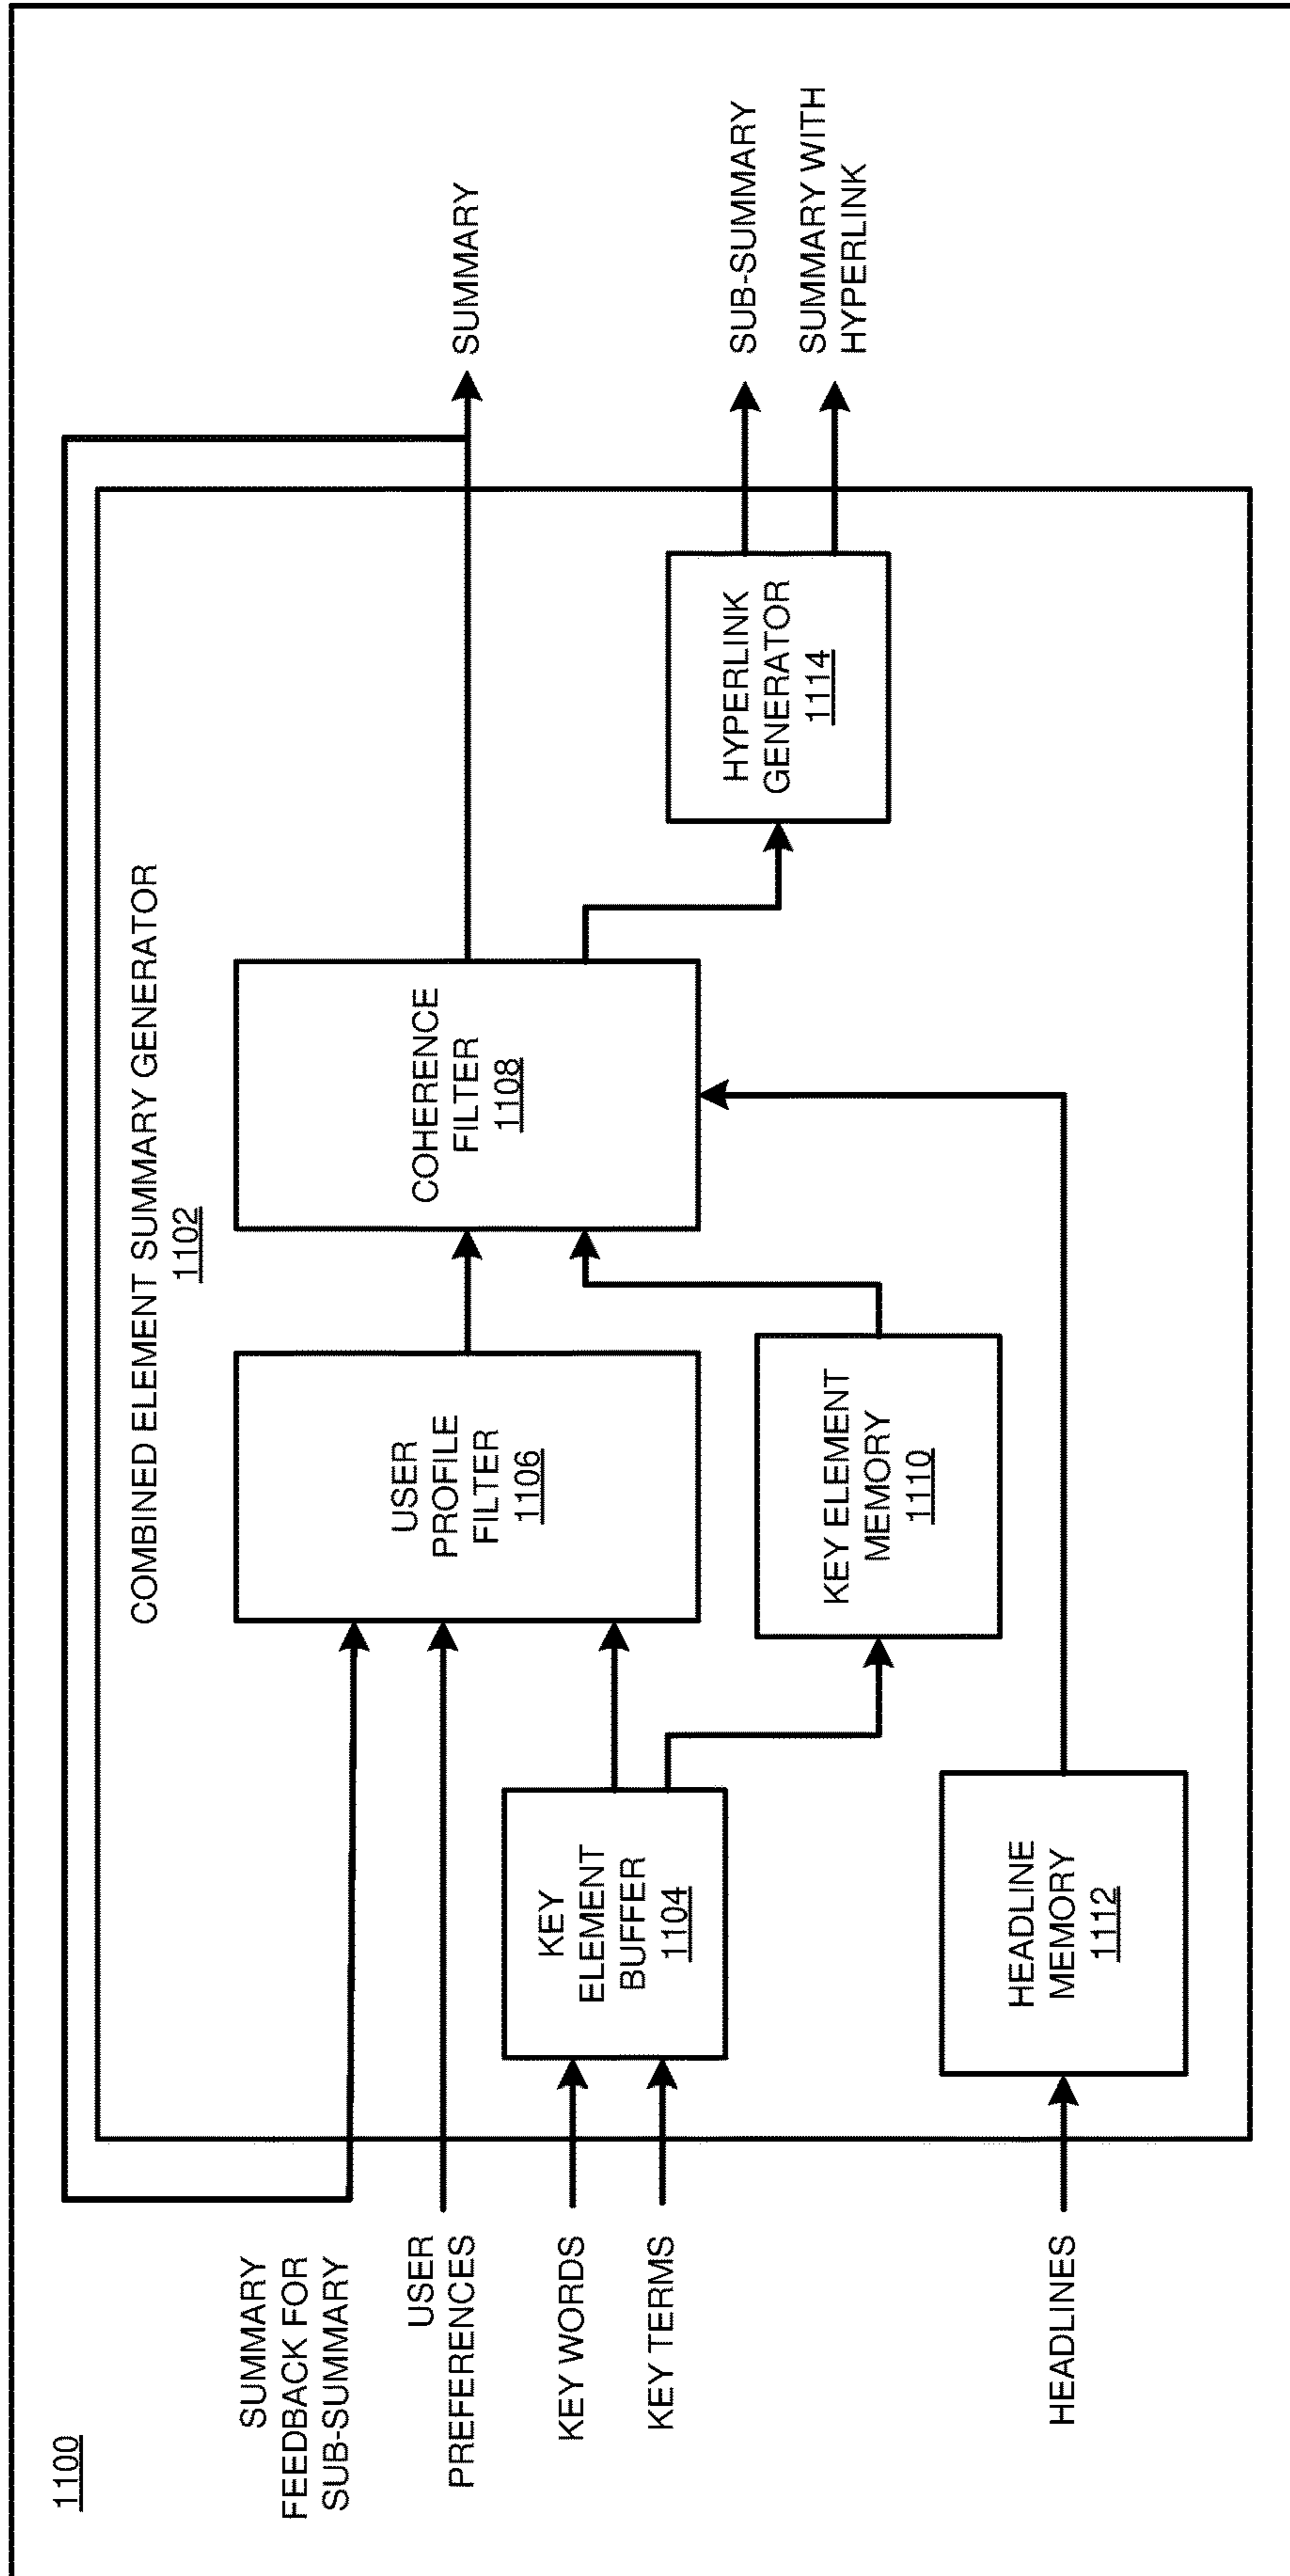 1100
COMBINED ELEMENT SUMMARY GENERATOR
1102
SUMMARY
FEEDBACK FOR
SUB-SUMMARY
USER
PREFERENCES
KEY WORDS
KEY TERMS
HEADLINES
KEY
ELEMENT
BUFFER
1104
HEADLINE
MEMORY
1112
USER
PROFILE
FILTER
1106
KEY ELEMENT
MEMORY
1110
COHERENCE
FILTER
1108
HYPERLINK
GENERATOR
1114
SUMMARY
SUB-SUMMARY
SUMMARY WITH
HYPERLINK